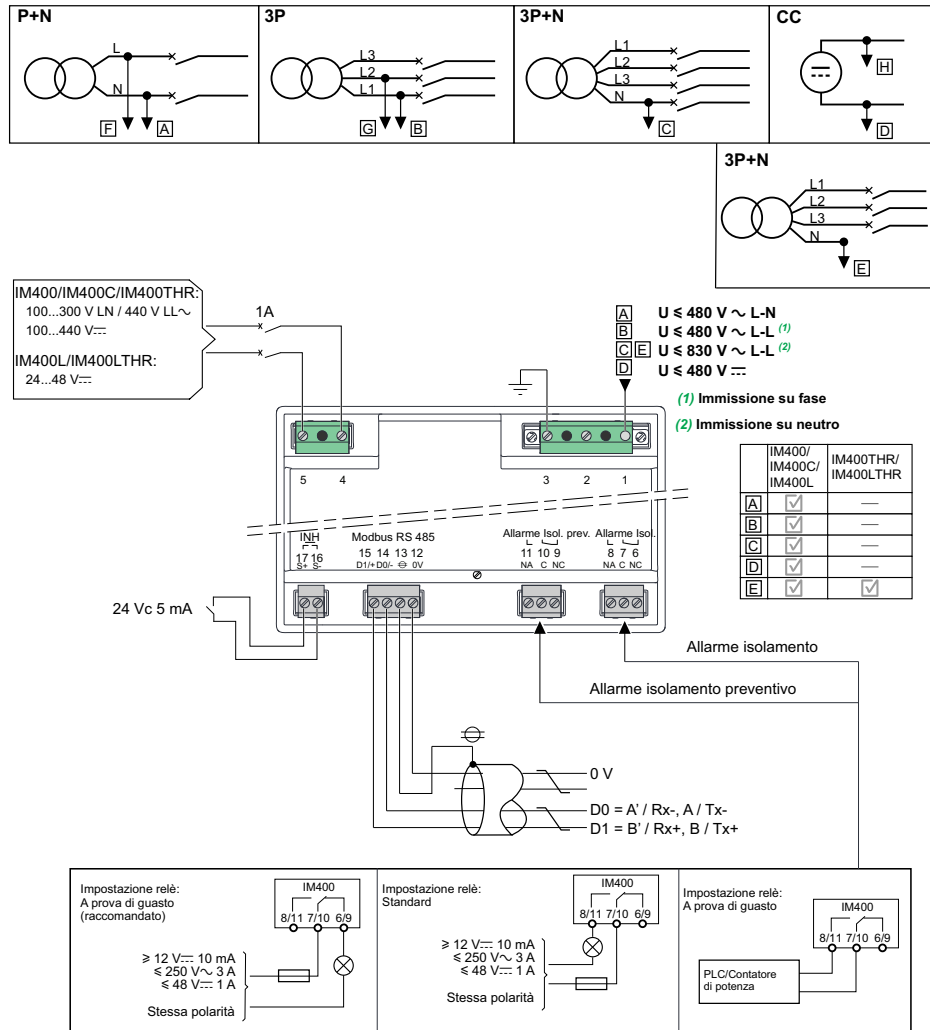 P+N
L
N
F
A
3P
L3
L2
L1
G
B
3P+N
L1
L2
L3
N
C
CC
H
D
3P+N
L1
L2
L3
N
E
IM400/IM400C/IM400THR:
100...300 V LN / 440 V LL∼
100...440 V⎓
IM400L/IM400LTHR:
24...48 V⎓
1A
A U ≤ 480 V ∼ L-N
B U ≤ 480 V ∼ L-L (1)
C E U ≤ 830 V ∼ L-L (2)
D U ≤ 480 V ⎓
(1) Immissione su fase
(2) Immissione su neutro
IM400/
IM400C/
IM400L
IM400THR/
IM400LTHR
A ☑ —
B ☑ —
C ☑ —
D ☑ —
E ☑ ☑
5 4 3 2 1
INH
17 16
S+ S-
Modbus RS 485
15 14 13 12
D1/+ D0/- 0V
Allarme Isol. prev.
11 10 9
NA C NC
Allarme Isol.
8 7 6
NA C NC
24 Vc 5 mA
Allarme isolamento
Allarme isolamento preventivo
0 V
D0 = A' / Rx-, A / Tx-
D1 = B' / Rx+, B / Tx+
Impostazione relè:
A prova di guasto
(raccomandato)
IM400
8/11 7/10 6/9
≥ 12 V⎓ 10 mA
≤ 250 V∼ 3 A
≤ 48 V⎓ 1 A
Stessa polarità
Impostazione relè:
Standard
IM400
8/11 7/10 6/9
≥ 12 V⎓ 10 mA
≤ 250 V∼ 3 A
≤ 48 V⎓ 1 A
Stessa polarità
Impostazione relè:
A prova di guasto
IM400
8/11 7/10 6/9
PLC/Contatore
di potenza